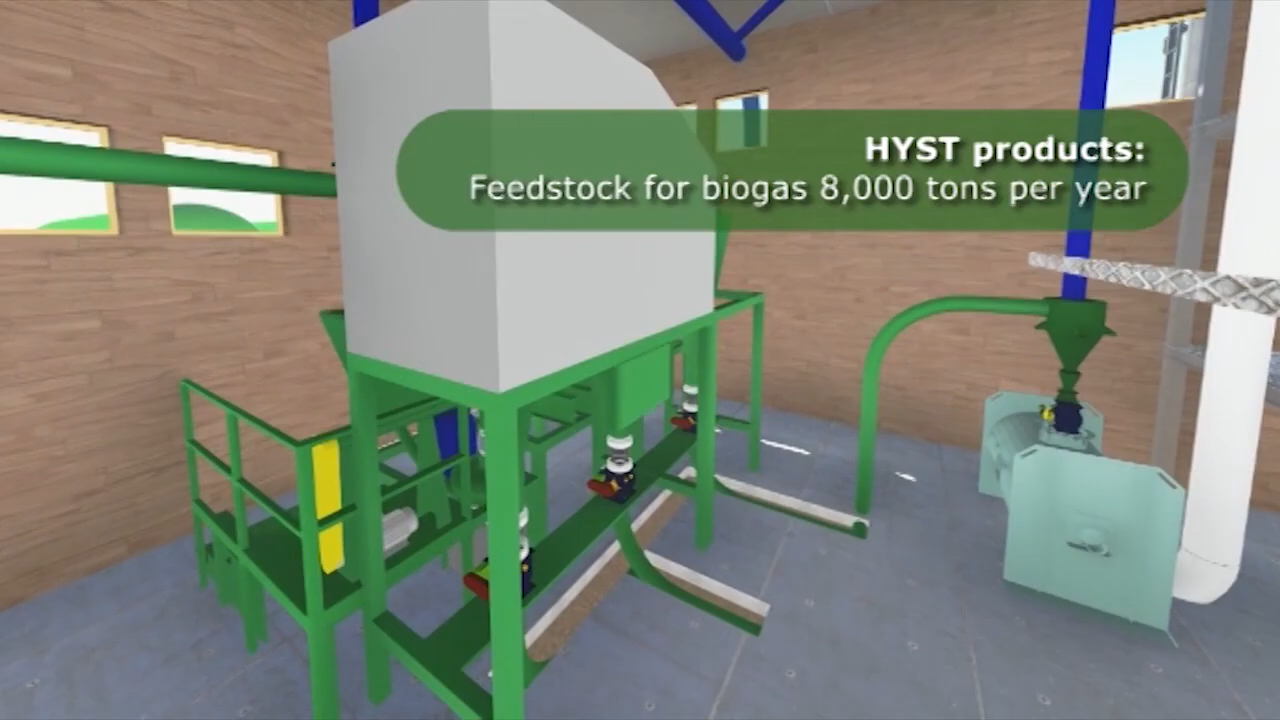 HYST products:
Feedstock for biogas 8,000 tons per year